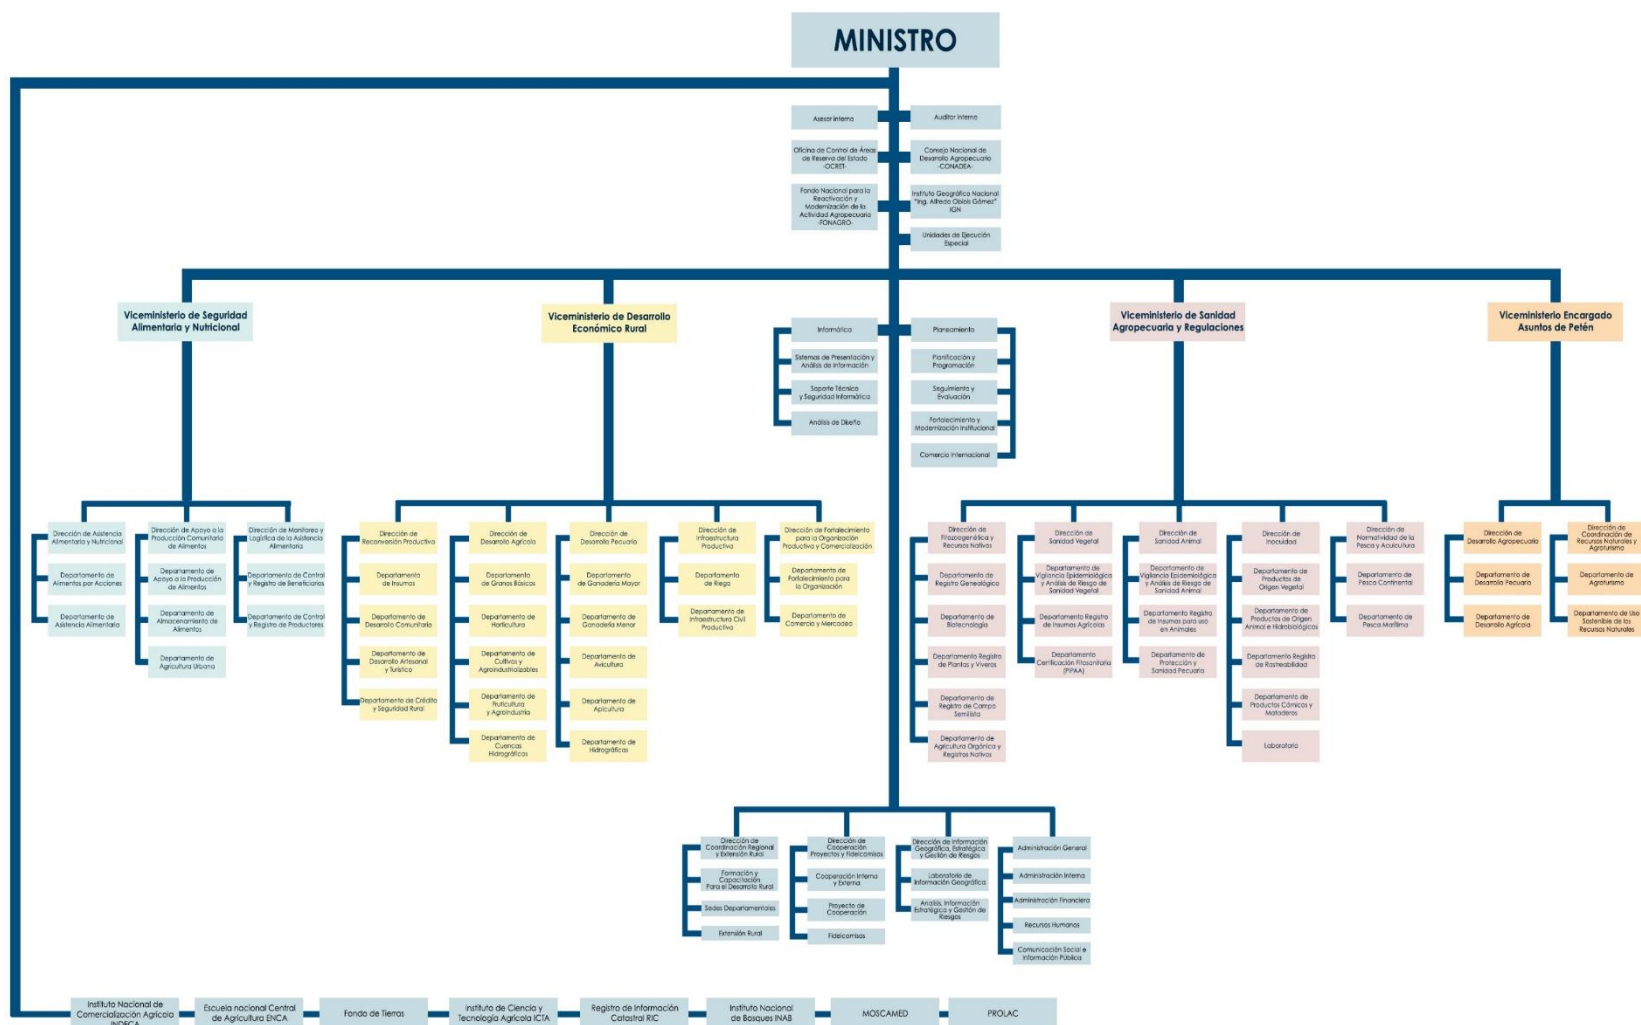 MINISTRO
Asesor interno
Auditor interno
Oficina de Control de Áreas
de Reserva del Estado
-OCRET-
Consejo Nacional de
Desarrollo Agropecuario
-CONADEA-
Fondo Nacional para la
Reactivación y
Modernización de la
Actividad Agropecuaria
-FONAGRO-
Instituto Geográfico Nacional
"Ing. Alfredo Obiols Gómez"
IGN
Unidades de Ejecución
Especial
Viceministerio de Seguridad
Alimentaria y Nutricional
Viceministerio de Desarrollo
Económico Rural
Informática
Sistemas de Presentación y
Análisis de Información
Soporte Técnico
y Seguridad Informática
Análisis de Diseño
Planeamiento
Planificación y
Programación
Seguimiento y
Evaluación
Fortalecimiento y
Modernización Institucional
Comercio Internacional
Viceministerio de Sanidad
Agropecuaria y Regulaciones
Viceministerio Encargado
Asuntos de Petén
Dirección de Asistencia
Alimentaria y Nutricional
Departamento de
Alimentos por Acciones
Departamento de
Asistencia Alimentaria
Dirección de Apoyo a la
Producción Comunitaria
de Alimentos
Departamento de
Apoyo a la Producción
de Alimentos
Departamento de
Almacenamiento de
Alimentos
Departamento de
Agricultura Urbana
Dirección de Monitoreo y
Logística de la Asistencia
Alimentaria
Departamento de Control
y Registro de Beneficiarios
Departamento de Control
y Registro de Productores
Dirección de
Reconversión Productiva
Departamento
de Insumos
Departamento de
Desarrollo Comunitario
Departamento de
Desarrollo Artesanal
y Turístico
Departamento de Crédito
y Seguridad Rural
Dirección de
Desarrollo Agrícola
Departamento
de Granos Básicos
Departamento de
Horticultura
Departamento de
Cultivos y
Agroindustrializables
Departamento de
Fruticultura
y Agroindustria
Departamento de
Cuencas
Hidrográficas
Dirección de
Desarrollo Pecuario
Departamento
de Ganadería Mayor
Departamento de
Ganadería Menor
Departamento de
Avicultura
Departamento de
Apicultura
Departamento de
Hidrográficas
Dirección de
Infraestructura
Productiva
Departamento
de Riego
Departamento de
Infraestructura Civil
Productiva
Dirección de Fortalecimiento
para la Organización
Productiva y Comercialización
Departamento de
Fortalecimiento para
la Organización
Departamento de
Comercio y Mercadeo
Dirección de
Fitozoogenética y
Recursos Nativos
Departamento de
Registro Genealógico
Departamento de
Biotecnología
Departamento Registro
de Plantas y Viveros
Departamento de
Registro de Campo
Semilista
Departamento de
Agricultura Orgánica y
Registros Nativos
Dirección de
Sanidad Vegetal
Departamento de
Vigilancia Epidemiológica
y Análisis de Riesgo de
Sanidad Vegetal
Departamento Registro
de Insumos Agrícolas
Departamento
Certificación Fitosanitaria
(PIPAA)
Dirección de
Sanidad Animal
Departamento de
Vigilancia Epidemiológica
y Análisis de Riesgo de
Sanidad Animal
Departamento Registro
de Insumos para uso
en Animales
Departamento de
Protección y
Sanidad Pecuaria
Dirección de
Inocuidad
Departamento de
Productos de
Origen Vegetal
Departamento de
Productos de Origen
Animal e Hidrobiológicos
Departamento Registro
de Rastreabilidad
Departamento de
Productos Cárnicos y
Mataderos
Laboratorio
Dirección de
Normatividad de la
Pesca y Acuicultura
Departamento de
Pesca Continental
Departamento de
Pesca Marítima
Dirección de
Desarrollo Agropecuario
Departamento de
Desarrollo Pecuario
Departamento de
Desarrollo Agrícola
Dirección de
Coordinación de
Recursos Naturales y
Agroturismo
Departamento de
Agroturismo
Departamento de Uso
Sostenible de los
Recursos Naturales
Dirección de
Coordinación Regional
y Extensión Rural
Formación y
Capacitación
Para el Desarrollo Rural
Sedes Departamentales
Extensión Rural
Dirección de
Cooperación
Proyectos y Fideicomisos
Cooperación Interna
y Externa
Proyecto de
Cooperación
Fideicomisos
Dirección de Información
Geográfica, Estratégica
y Gestión de Riesgos
Laboratorio de
Información Geográfica
Analisis, Información
Estratégica y Gestión de
Riesgos
Administración General
Administración Interna
Administración Financiera
Recursos Humanos
Comunicación Social e
Información Pública
Instituto Nacional de
Comercialización Agrícola
INDECA
Escuela nacional Central
de Agricultura ENCA
Fondo de Tierras
Instituto de Ciencia y
Tecnología Agrícola ICTA
Registro de Información
Catastral RIC
Instituto Nacional
de Bosques INAB
MOSCAMED
PROLAC